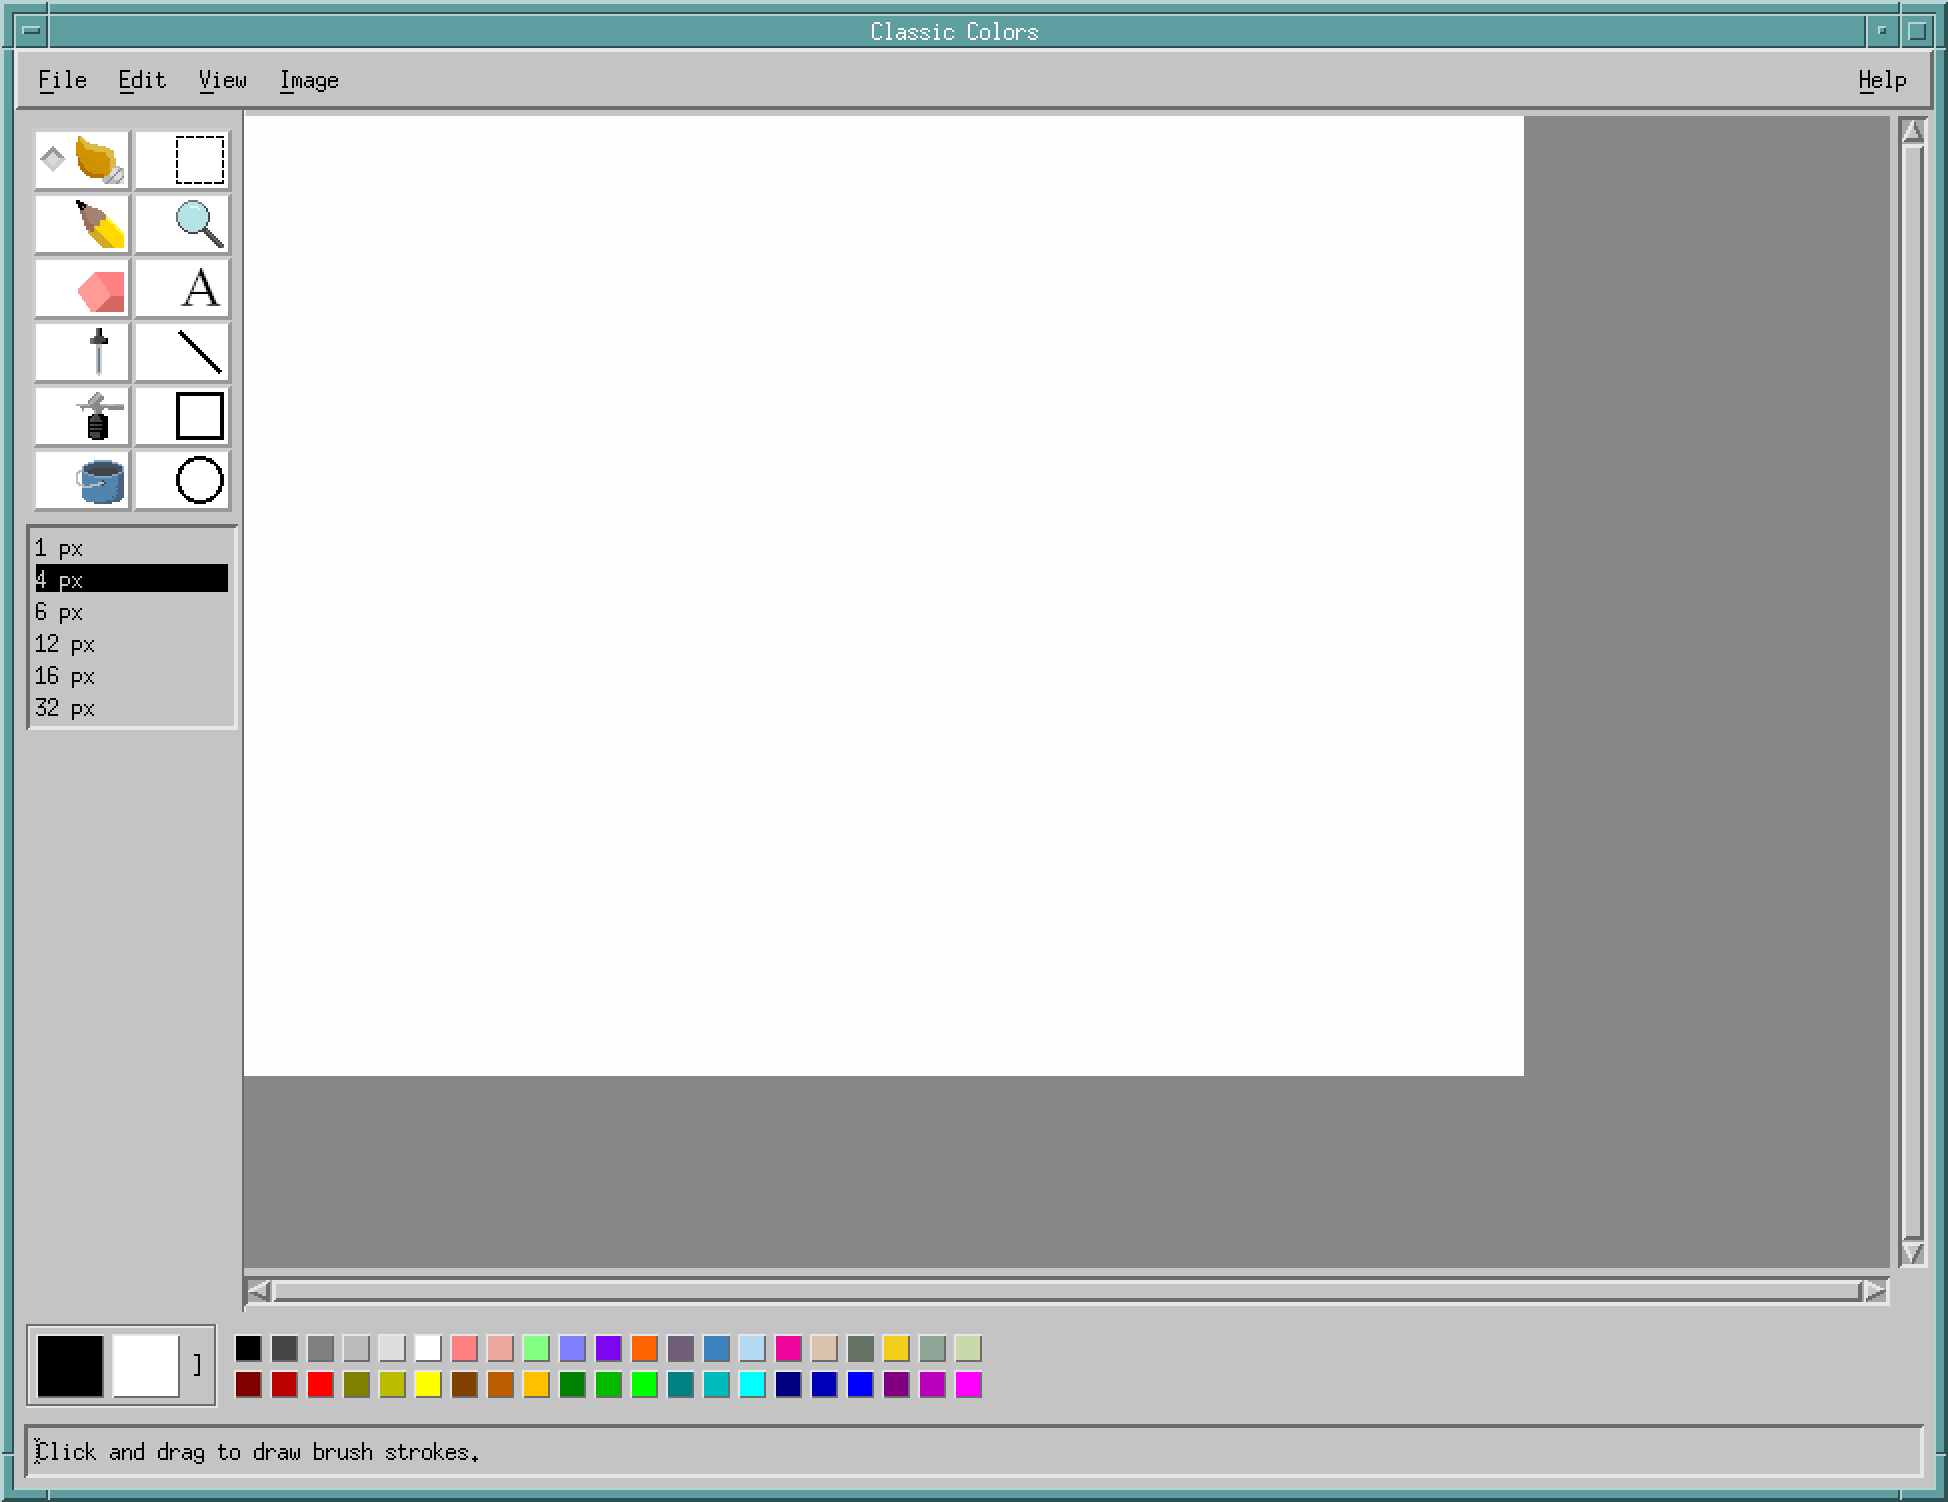 Classic Colors
File Edit View Image Help
A
1 px
4 px
6 px
12 px
16 px
32 px
]
Click and drag to draw brush strokes.